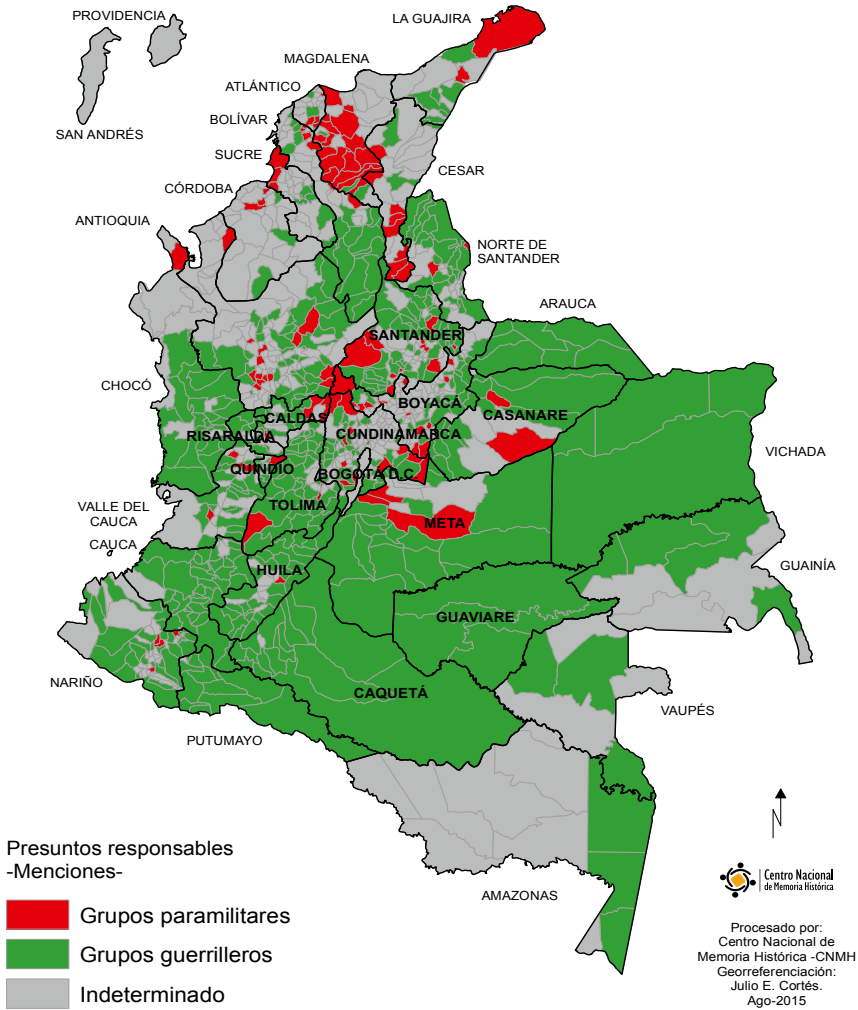 PROVIDENCIA
LA GUAJIRA
MAGDALENA
ATLÁNTICO
BOLÍVAR
SAN ANDRÉS
SUCRE
CESAR
CÓRDOBA
ANTIOQUIA
NORTE DE
SANTANDER
ARAUCA
SANTANDER
CHOCÓ
BOYACÁ
CASANARE
CALDAS
RISARALDA
CUNDINAMARCA
VICHADA
QUINDÍO
BOGOTÁ D.C.
TOLIMA
VALLE DEL
CAUCA
META
CAUCA
GUAINÍA
HUILA
GUAVIARE
NARIÑO
CAQUETÁ
VAUPÉS
PUTUMAYO
N
AMAZONAS
Presuntos responsables
-Menciones-
Grupos paramilitares
Grupos guerrilleros
Indeterminado
Centro Nacional
de Memoria Histórica
Procesado por:
Centro Nacional de
Memoria Histórica -CNMH
Georreferenciación:
Julio E. Cortés.
Ago-2015